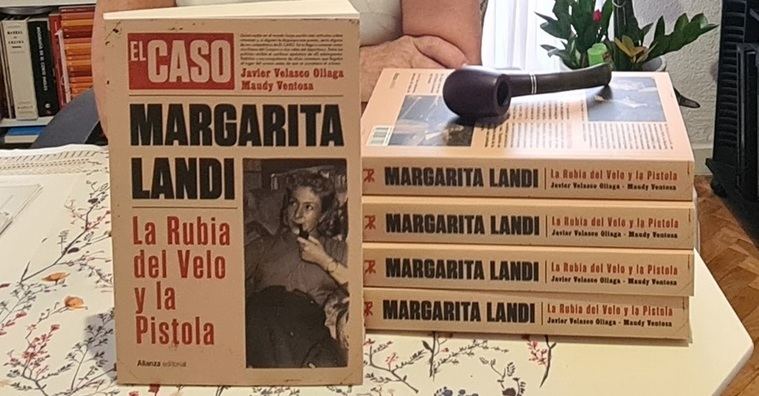 EL CASO
Javier Velasco Oliaga
Maudy Ventosa
MARGARITA
LANDI
La Rubia
del Velo
y la
Pistola
Alianza editorial
MARGARITA LANDI
La Rubia del Velo y la Pistola
Javier Velasco Oliaga - Maudy Ventosa
MARGARITA LANDI
La Rubia del Velo y la Pistola
Javier Velasco Oliaga - Maudy Ventosa
MARGARITA LANDI
La Rubia del Velo y la Pistola
Javier Velasco Oliaga - Maudy Ventosa
MARGARITA LANDI
La Rubia del Velo y la Pistola
Javier Velasco Oliaga - Maudy Ventosa